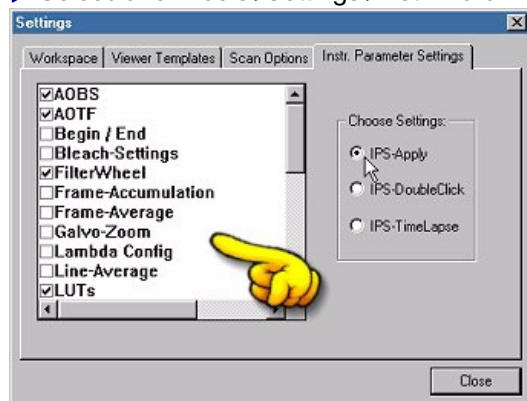 Settings
Workspace Viewer Templates Scan Options Instr. Parameter Settings
AOBS
AOTF
Begin / End
Bleach-Settings
FilterWheel
Frame-Accumulation
Frame-Average
Galvo-Zoom
Lambda Config
Line-Average
LUTs
Choose Settings:
IPS-Apply
IPS-DoubleClick
IPS-TimeLapse
Close